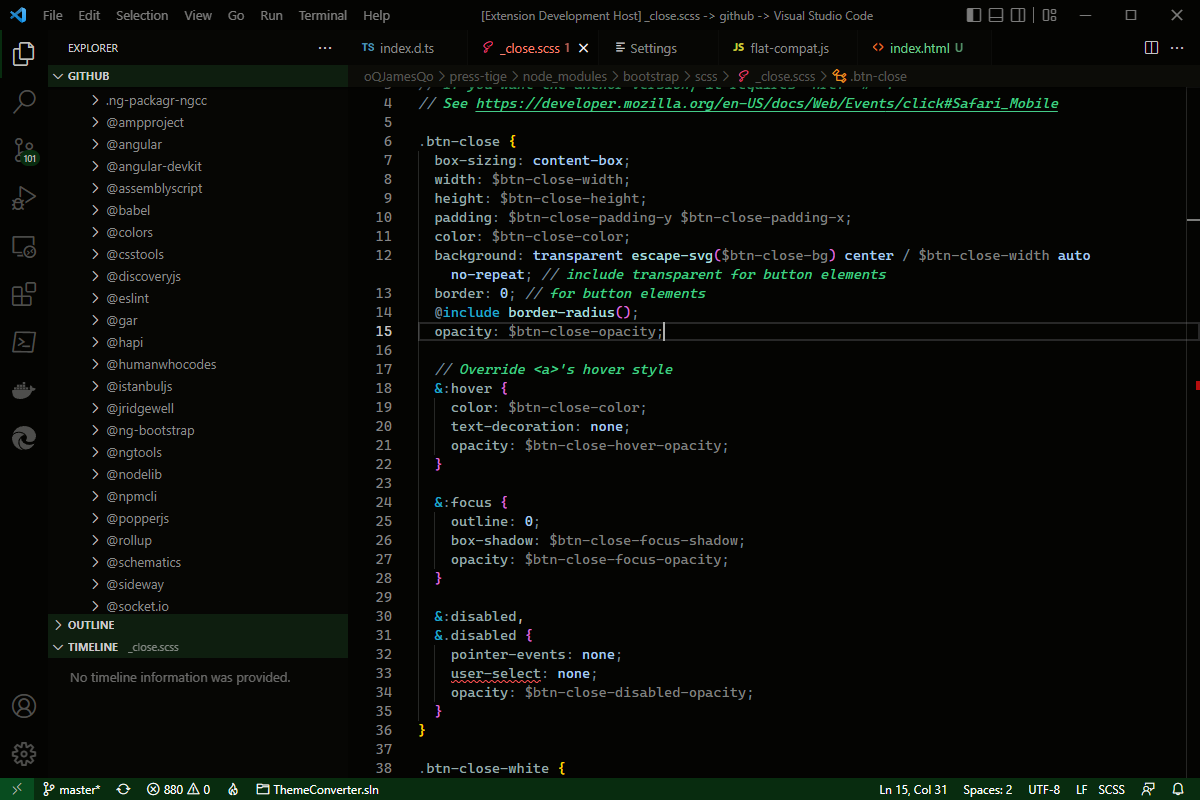 File Edit Selection View Go Run Terminal Help [Extension Development Host] _close.scss -> github -> Visual Studio Code
EXPLORER
TS index.d.ts _close.scss 1 Settings JS flat-compat.js <> index.html U
GITHUB
oQJamesQo > press-tige > node_modules > bootstrap > scss > _close.scss > .btn-close
.ng-packagr-ngcc
@ampproject
@angular
@angular-devkit
@assemblyscript
@babel
@colors
@csstools
@discoveryjs
@eslint
@gar
@hapi
@humanwhocodes
@istanbuljs
@jridgewell
@ng-bootstrap
@ngtools
@nodelib
@npmcli
@popperjs
@rollup
@schematics
@sideway
@socket.io
OUTLINE
TIMELINE _close.scss
No timeline information was provided.
101
4 // See https://developer.mozilla.org/en-US/docs/Web/Events/click#Safari_Mobile
5
6 .btn-close {
7 box-sizing: content-box;
8 width: $btn-close-width;
9 height: $btn-close-height;
10 padding: $btn-close-padding-y $btn-close-padding-x;
11 color: $btn-close-color;
12 background: transparent escape-svg($btn-close-bg) center / $btn-close-width auto
no-repeat; // include transparent for button elements
13 border: 0; // for button elements
14 @include border-radius();
15 opacity: $btn-close-opacity;
16
17 // Override <a>'s hover style
18 &:hover {
19 color: $btn-close-color;
20 text-decoration: none;
21 opacity: $btn-close-hover-opacity;
22 }
23
24 &:focus {
25 outline: 0;
26 box-shadow: $btn-close-focus-shadow;
27 opacity: $btn-close-focus-opacity;
28 }
29
30 &:disabled,
31 &.disabled {
32 pointer-events: none;
33 user-select: none;
34 opacity: $btn-close-disabled-opacity;
35 }
36 }
37
38 .btn-close-white {
master* 880 0 ThemeConverter.sln Ln 15, Col 31 Spaces: 2 UTF-8 LF SCSS